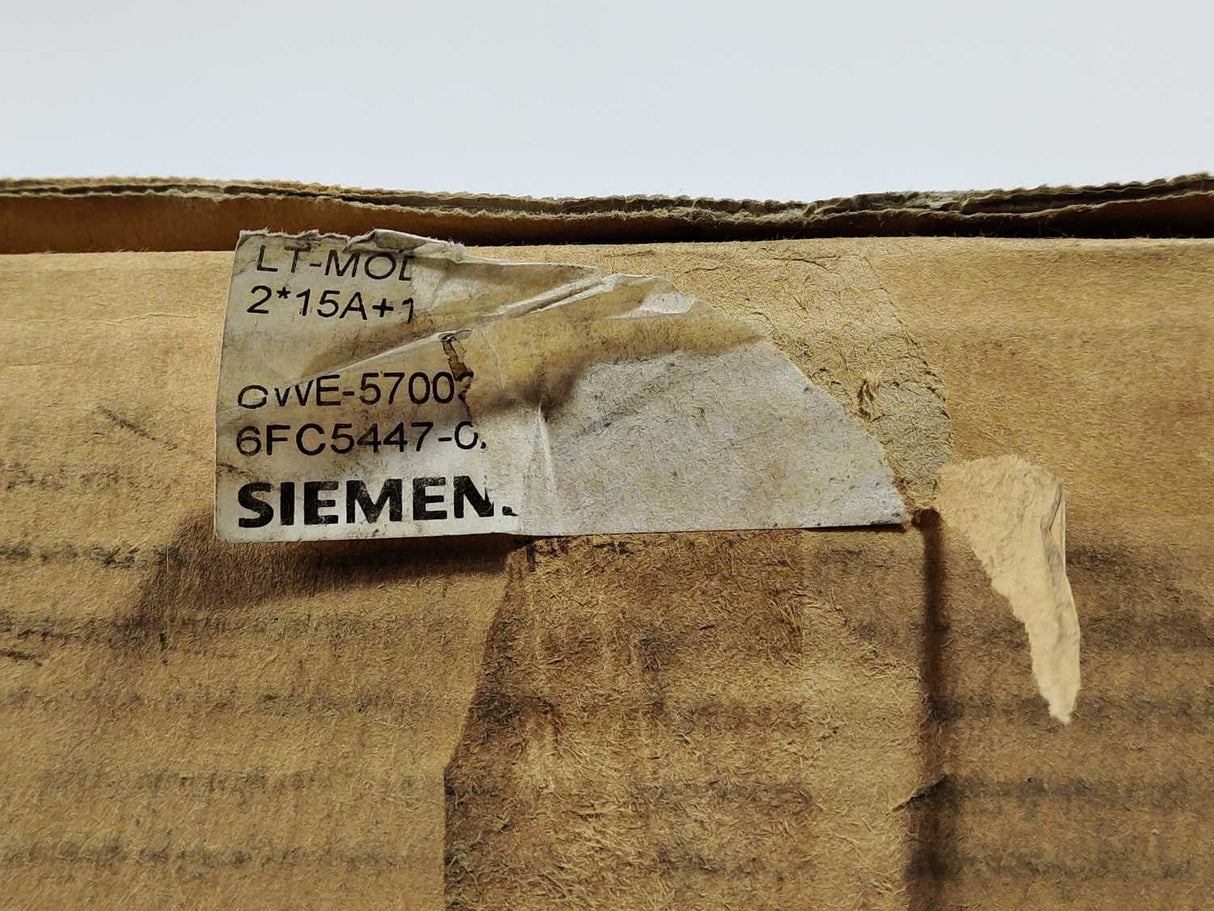 LT-MOD
2*15A+1
GWE-5700
6FC5447-0
SIEMEN